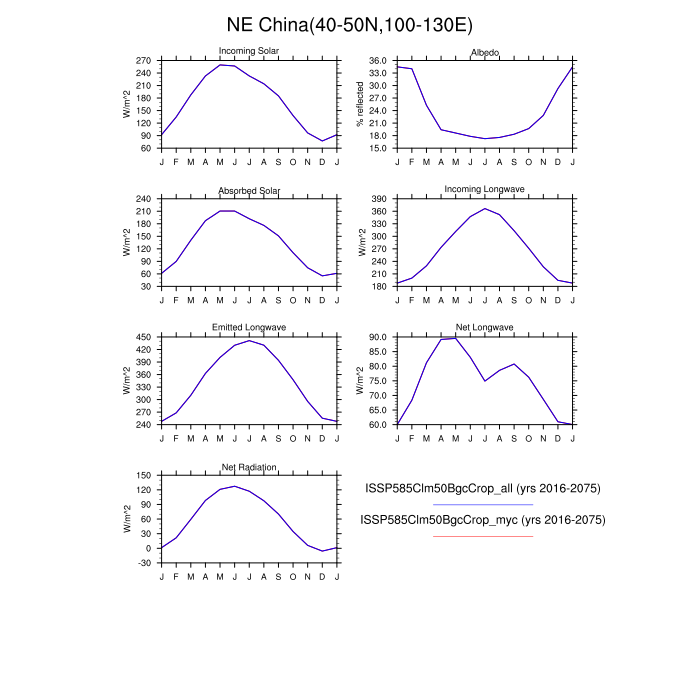 NE China(40-50N,100-130E)
Incoming Solar
W/m^2
270
240
210
180
150
120
90
60
J F M A M J J A S O N D J
Albedo
% reflected
36.0
33.0
30.0
27.0
24.0
21.0
18.0
15.0
J F M A M J J A S O N D J
Absorbed Solar
W/m^2
240
210
180
150
120
90
60
30
J F M A M J J A S O N D J
Incoming Longwave
W/m^2
390
360
330
300
270
240
210
180
J F M A M J J A S O N D J
Emitted Longwave
W/m^2
450
420
390
360
330
300
270
240
J F M A M J J A S O N D J
Net Longwave
W/m^2
90.0
85.0
80.0
75.0
70.0
65.0
60.0
J F M A M J J A S O N D J
Net Radiation
W/m^2
150
120
90
60
30
0
-30
J F M A M J J A S O N D J
ISSP585Clm50BgcCrop_all (yrs 2016-2075)
ISSP585Clm50BgcCrop_myc (yrs 2016-2075)